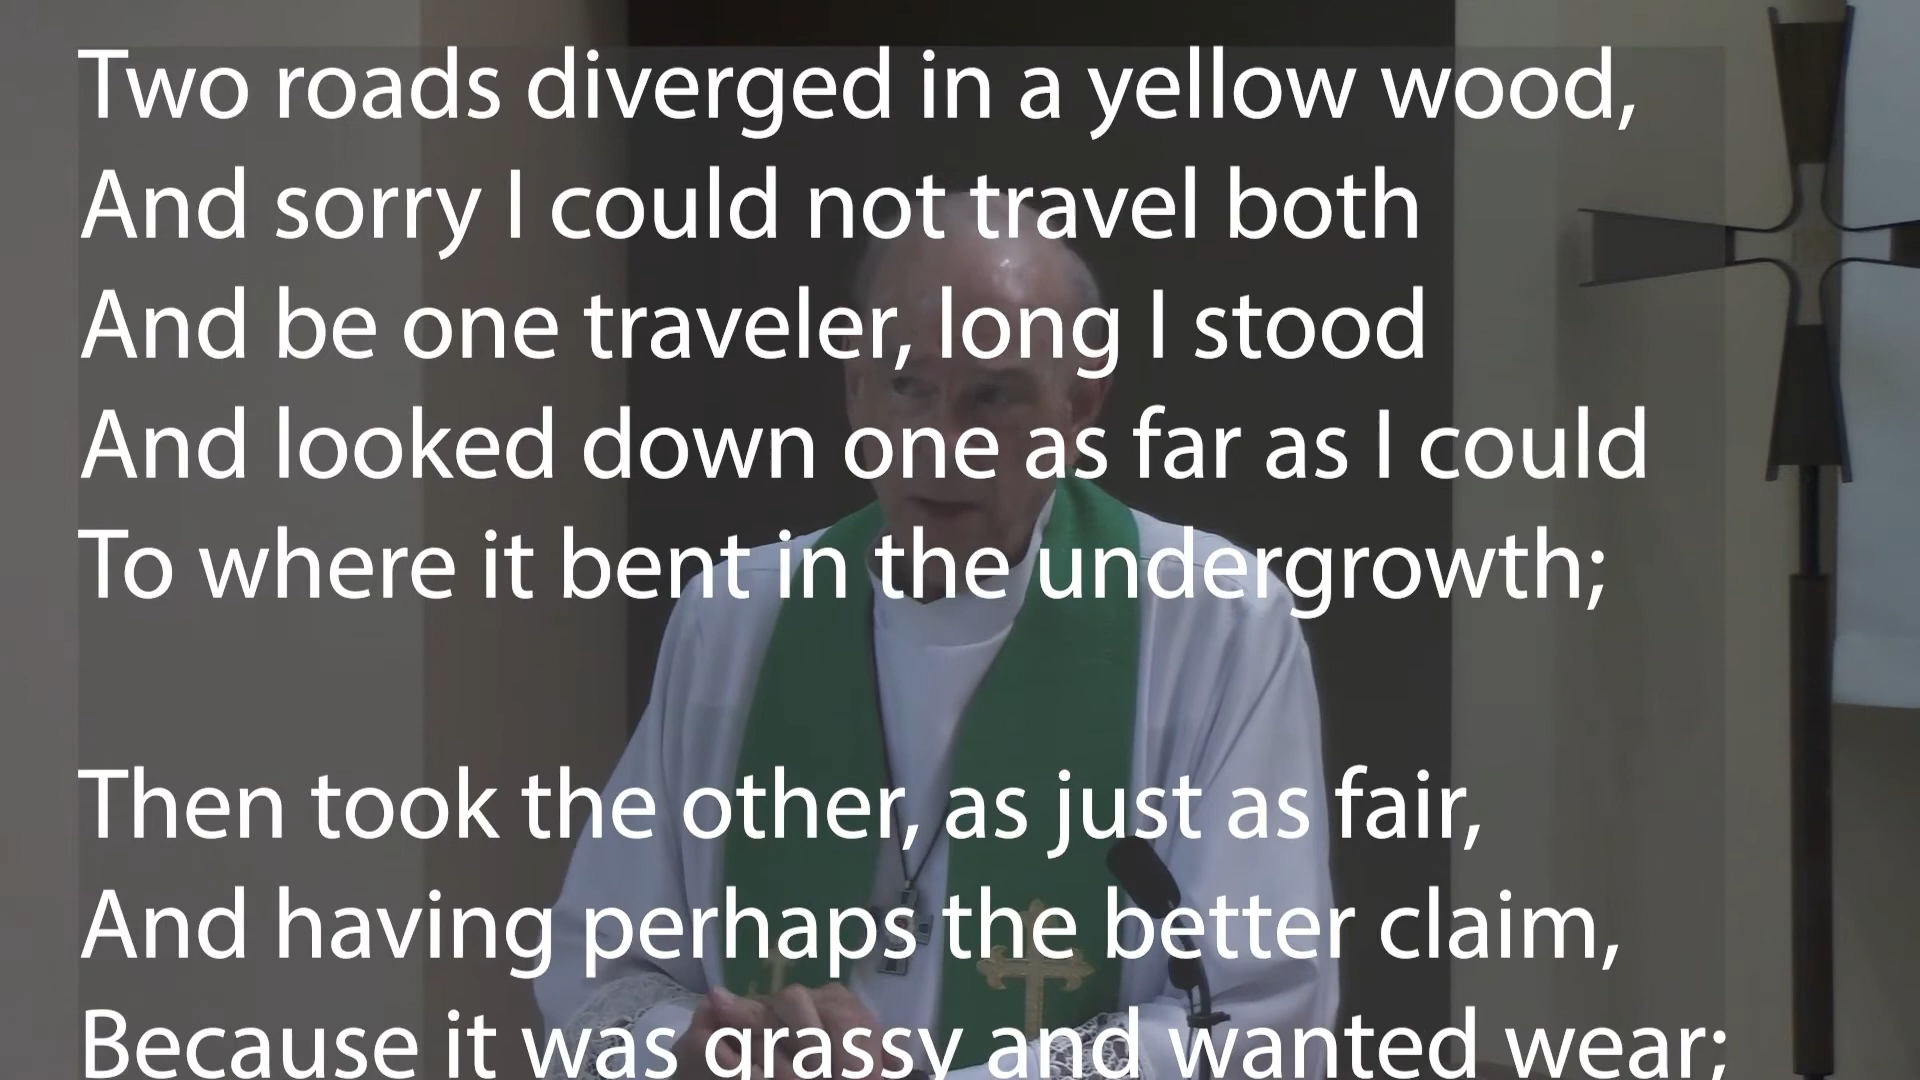 Two roads diverged in a yellow wood,
And sorry I could not travel both
And be one traveler, long I stood
And looked down one as far as I could
To where it bent in the undergrowth;
Then took the other, as just as fair,
And having perhaps the better claim,
Because it was grassy and wanted wear;